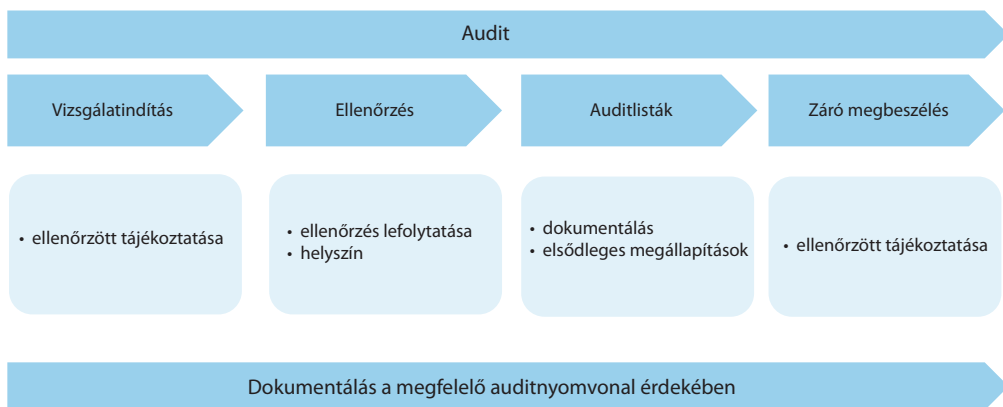 Audit
Vizsgálatindítás
Ellenőrzés
Auditlisták
Záró megbeszélés
• ellenőrzött tájékoztatása
• ellenőrzés lefolytatása
• helyszín
• dokumentálás
• elsődleges megállapítások
• ellenőrzött tájékoztatása
Dokumentálás a megfelelő auditnyomvonal érdekében